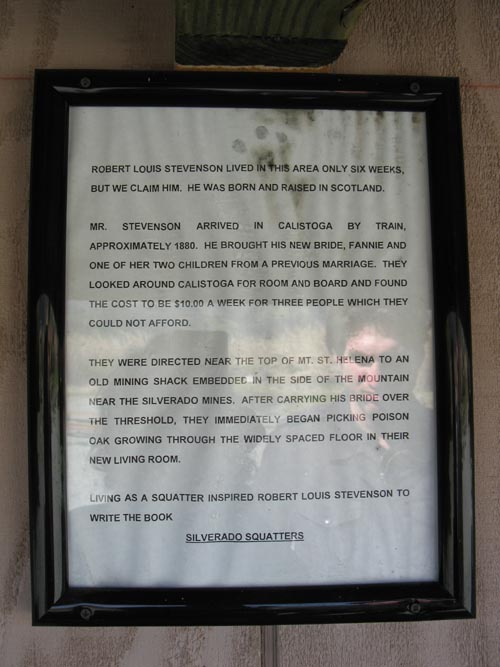 ROBERT LOUIS STEVENSON LIVED IN THIS AREA ONLY SIX WEEKS,
BUT WE CLAIM HIM. HE WAS BORN AND RAISED IN SCOTLAND.
MR. STEVENSON ARRIVED IN CALISTOGA BY TRAIN,
APPROXIMATELY 1880. HE BROUGHT HIS NEW BRIDE, FANNIE AND
ONE OF HER TWO CHILDREN FROM A PREVIOUS MARRIAGE. THEY
LOOKED AROUND CALISTOGA FOR ROOM AND BOARD AND FOUND
THE COST TO BE $10.00 A WEEK FOR THREE PEOPLE WHICH THEY
COULD NOT AFFORD.
THEY WERE DIRECTED NEAR THE TOP OF MT. ST. HELENA TO AN
OLD MINING SHACK EMBEDDED IN THE SIDE OF THE MOUNTAIN
NEAR THE SILVERADO MINES. AFTER CARRYING HIS BRIDE OVER
THE THRESHOLD, THEY IMMEDIATELY BEGAN PICKING POISON
OAK GROWING THROUGH THE WIDELY SPACED FLOOR IN THEIR
NEW LIVING ROOM.
LIVING AS A SQUATTER INSPIRED ROBERT LOUIS STEVENSON TO
WRITE THE BOOK
SILVERADO SQUATTERS